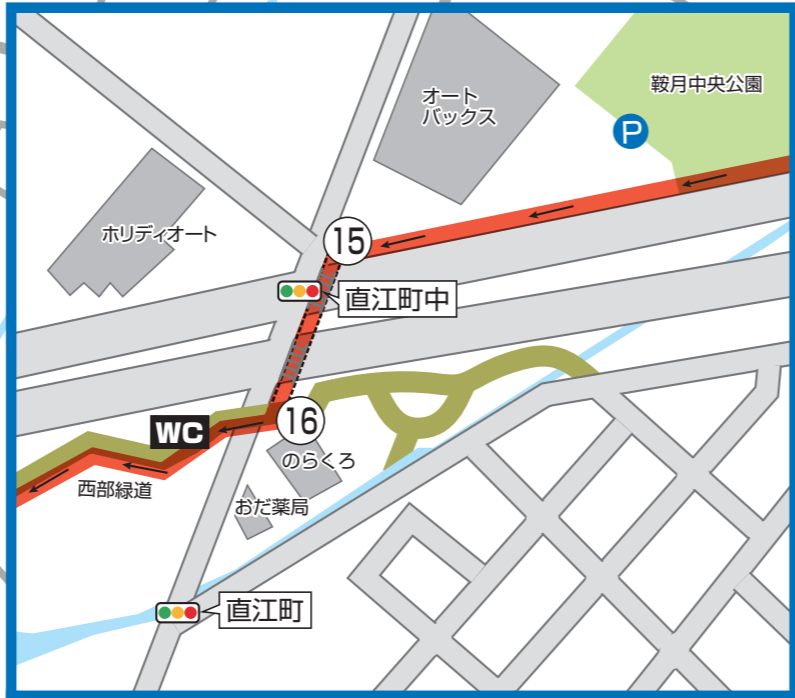 鞍月中央公園
オート
バックス
P
ホリディオート
15
直江町中
WC
16
のらくろ
西部緑道
おだ薬局
直江町